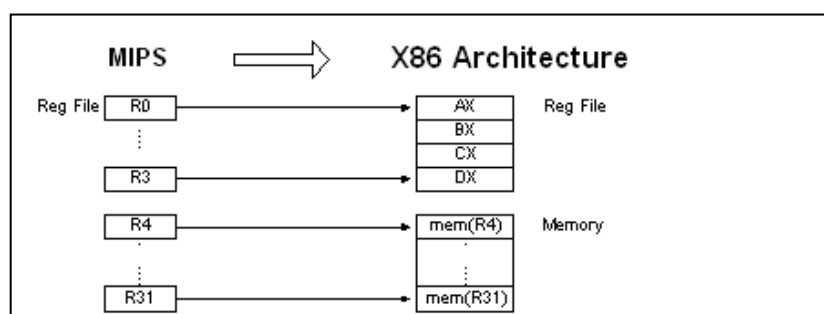 MIPS X86 Architecture
Reg File R0 AX Reg File
BX
CX
R3 DX
R4 mem(R4) Memory
R31 mem(R31)